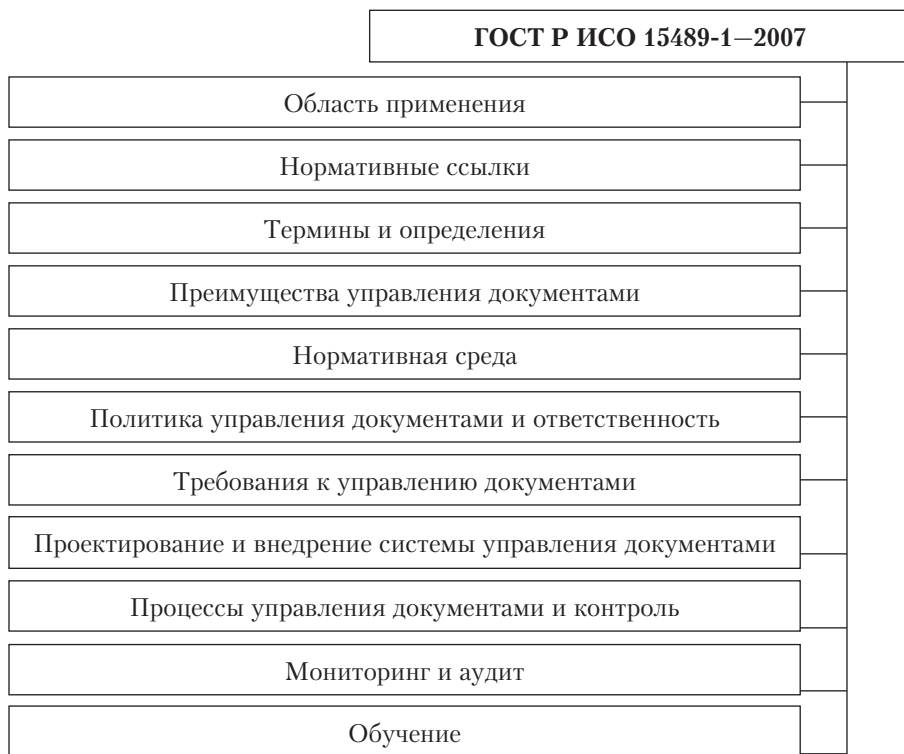 ГОСТ Р ИСО 15489-1—2007
Область применения
Нормативные ссылки
Термины и определения
Преимущества управления документами
Нормативная среда
Политика управления документами и ответственность
Требования к управлению документами
Проектирование и внедрение системы управления документами
Процессы управления документами и контроль
Мониторинг и аудит
Обучение